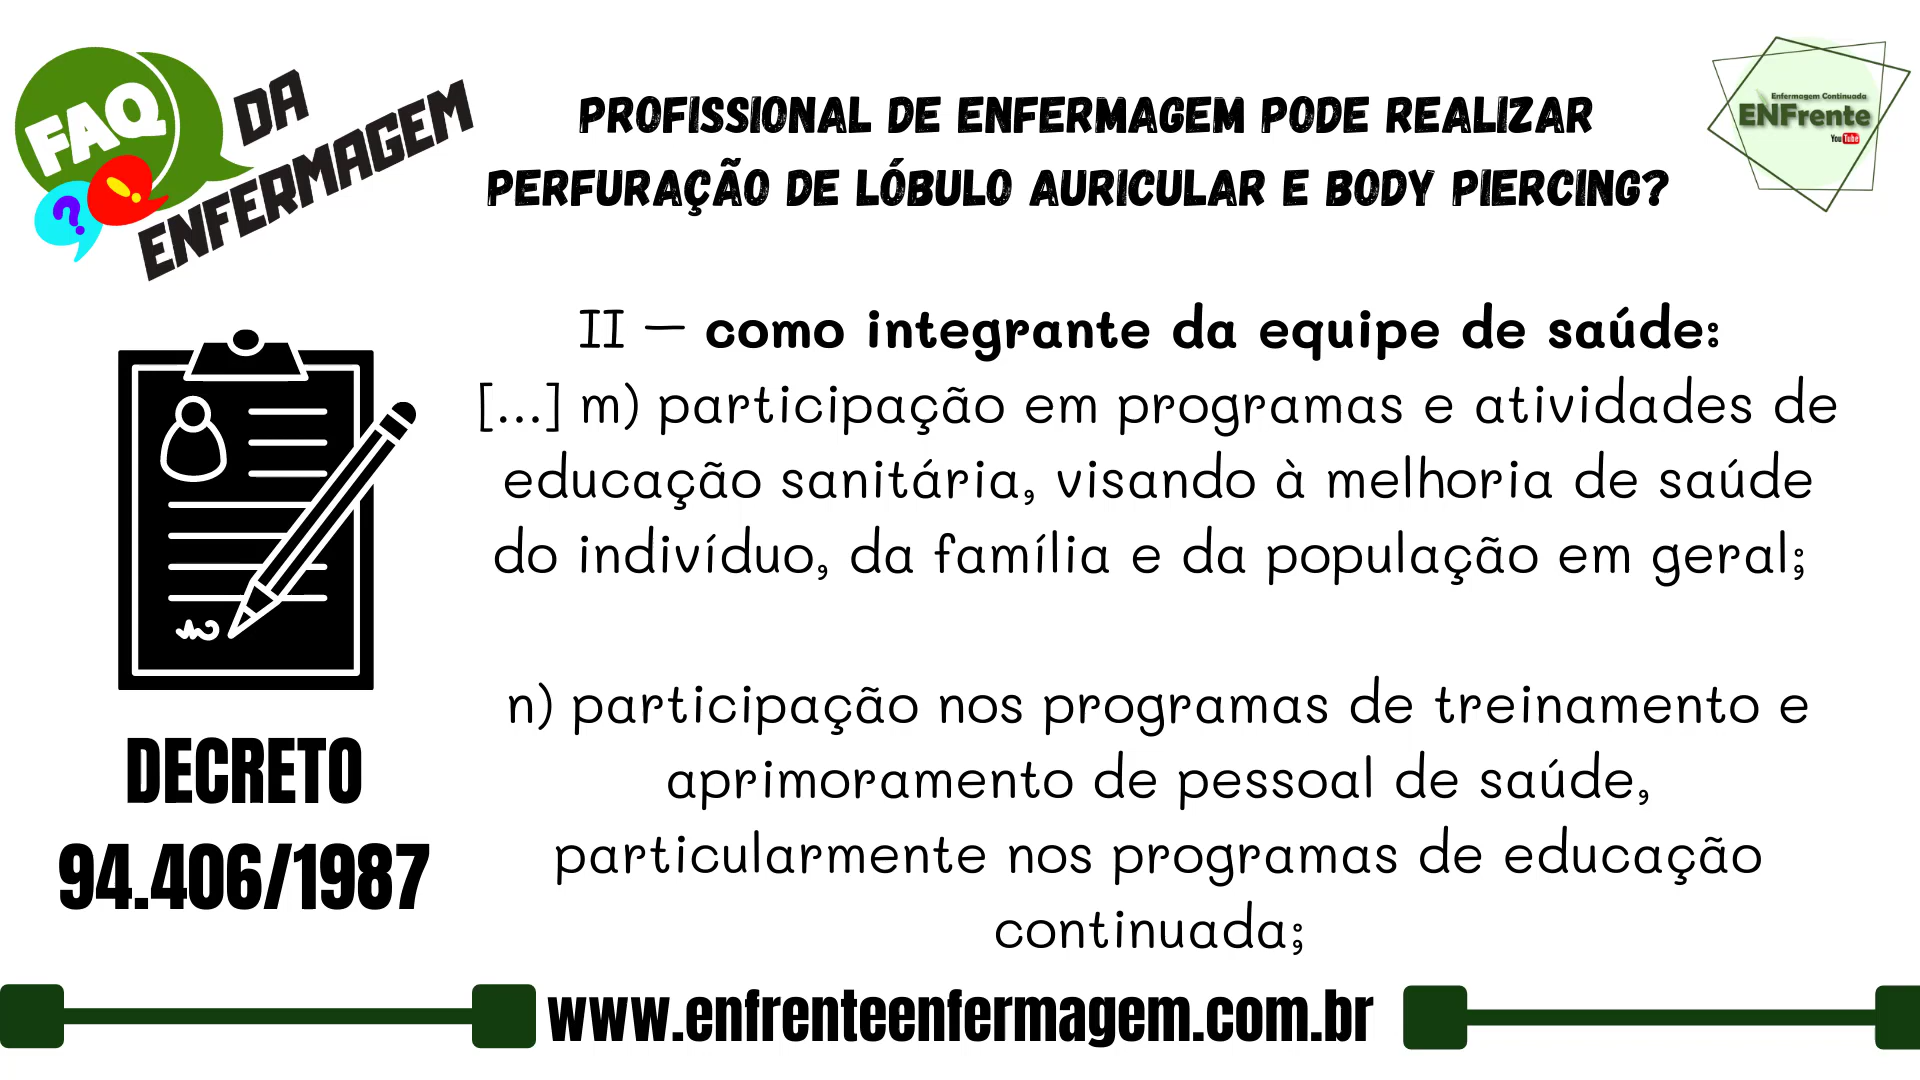 FAQ
DA
ENFERMAGEM
?
!
PROFISSIONAL DE ENFERMAGEM PODE REALIZAR
PERFURAÇÃO DE LÓBULO AURICULAR E BODY PIERCING?
Enfermagem Continuada
ENFrente
YouTube
II – como integrante da equipe de saúde:
[...] m) participação em programas e atividades de
educação sanitária, visando à melhoria de saúde
do indivíduo, da família e da população em geral;
n) participação nos programas de treinamento e
aprimoramento de pessoal de saúde,
particularmente nos programas de educação
continuada;
DECRETO
94.406/1987
www.enfrenteenfermagem.com.br